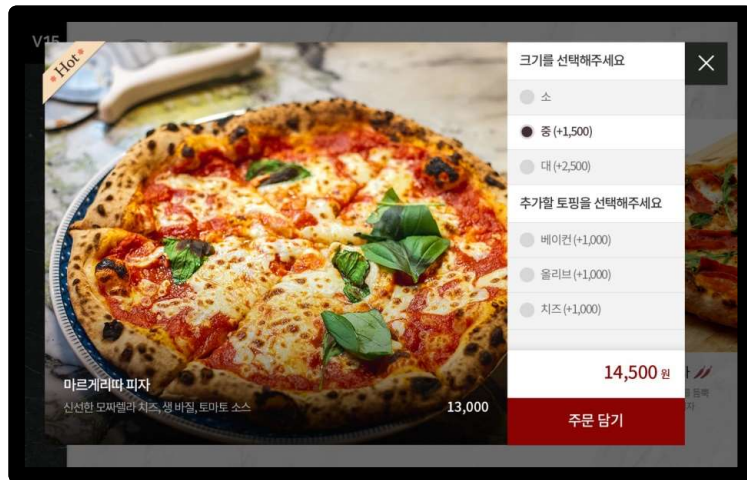 V15
Hot
크기를 선택해주세요
소
중 (+1,500)
대 (+2,500)
추가할 토핑을 선택해주세요
베이컨 (+1,000)
올리브 (+1,000)
치즈 (+1,000)
마르게리따 피자
신선한 모짜렐라 치즈, 생 바질, 토마토 소스
13,000
14,500 원
주문 담기